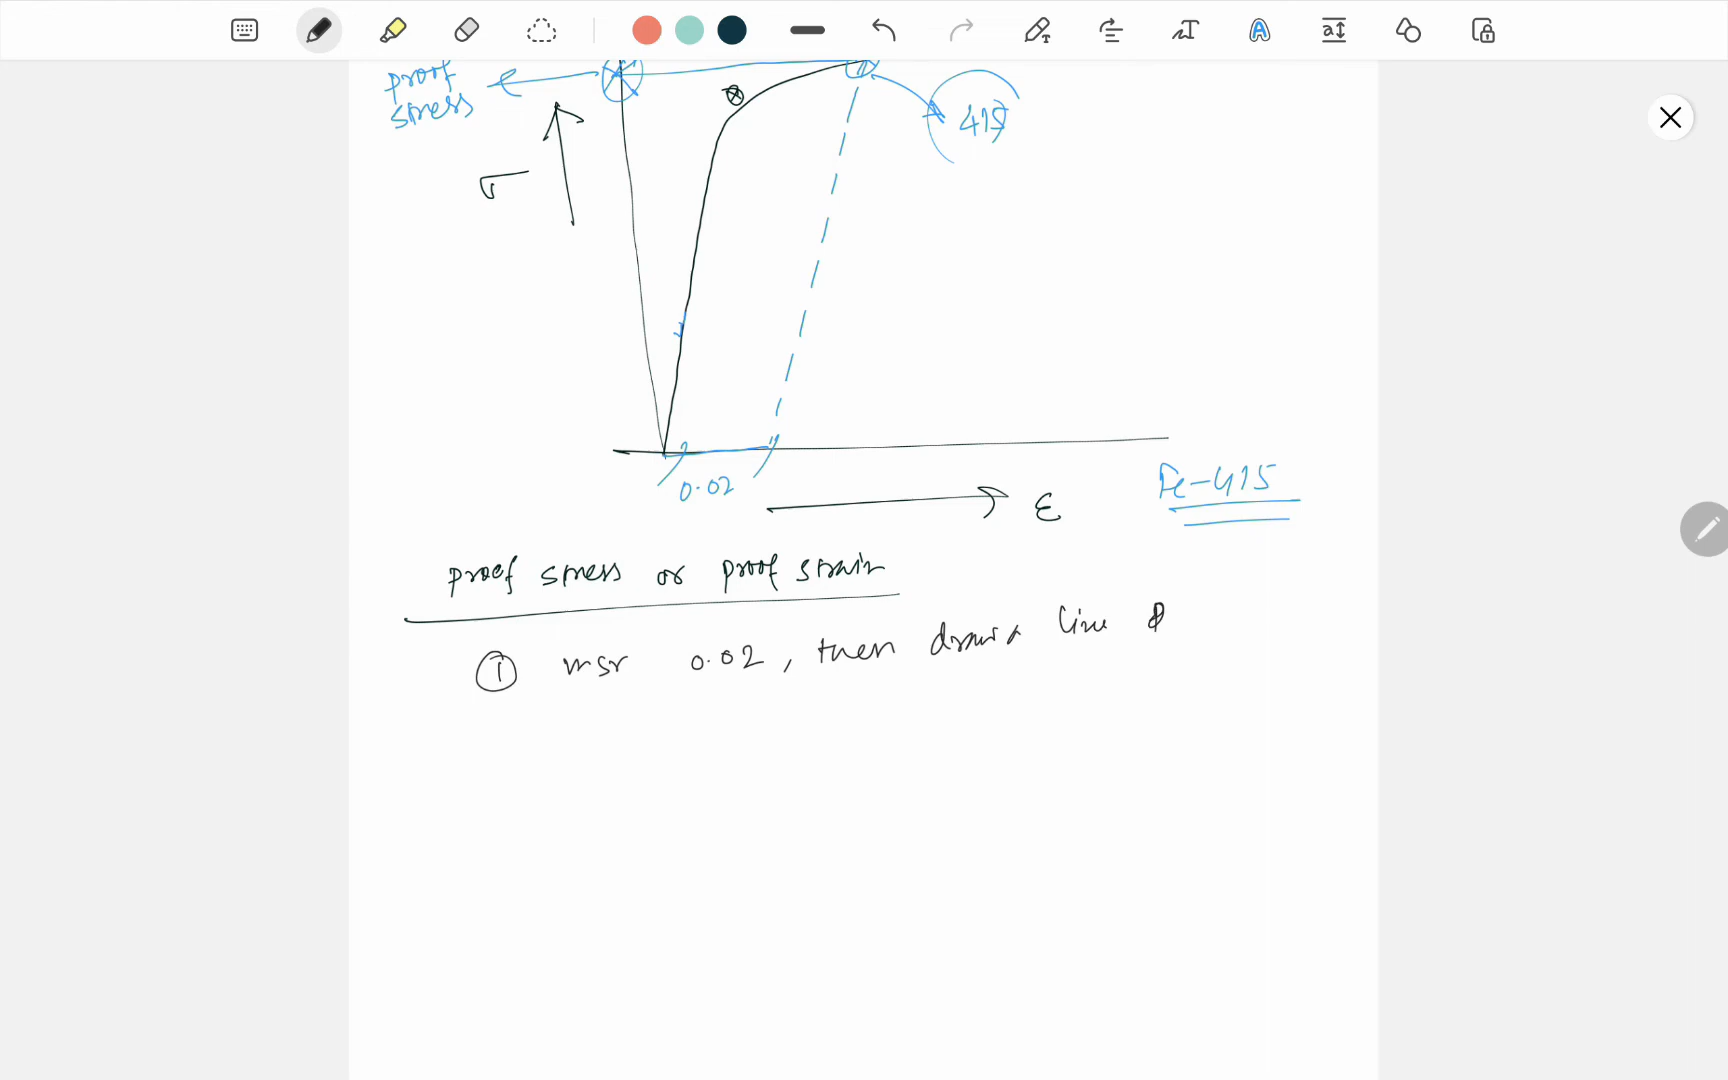 proof
stress
415
σ
0.02
Fe-415
ε
proof stress or proof strain
① msr 0.02, then draw a line